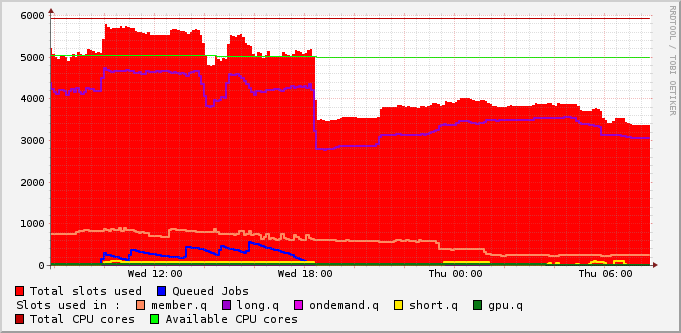 6000
5000
4000
3000
2000
1000
0
Wed 12:00 Wed 18:00 Thu 00:00 Thu 06:00
Total slots used Queued Jobs
Slots used in : member.q long.q ondemand.q short.q gpu.q
Total CPU cores Available CPU cores
RRDTOOL / TOBI OETIKER